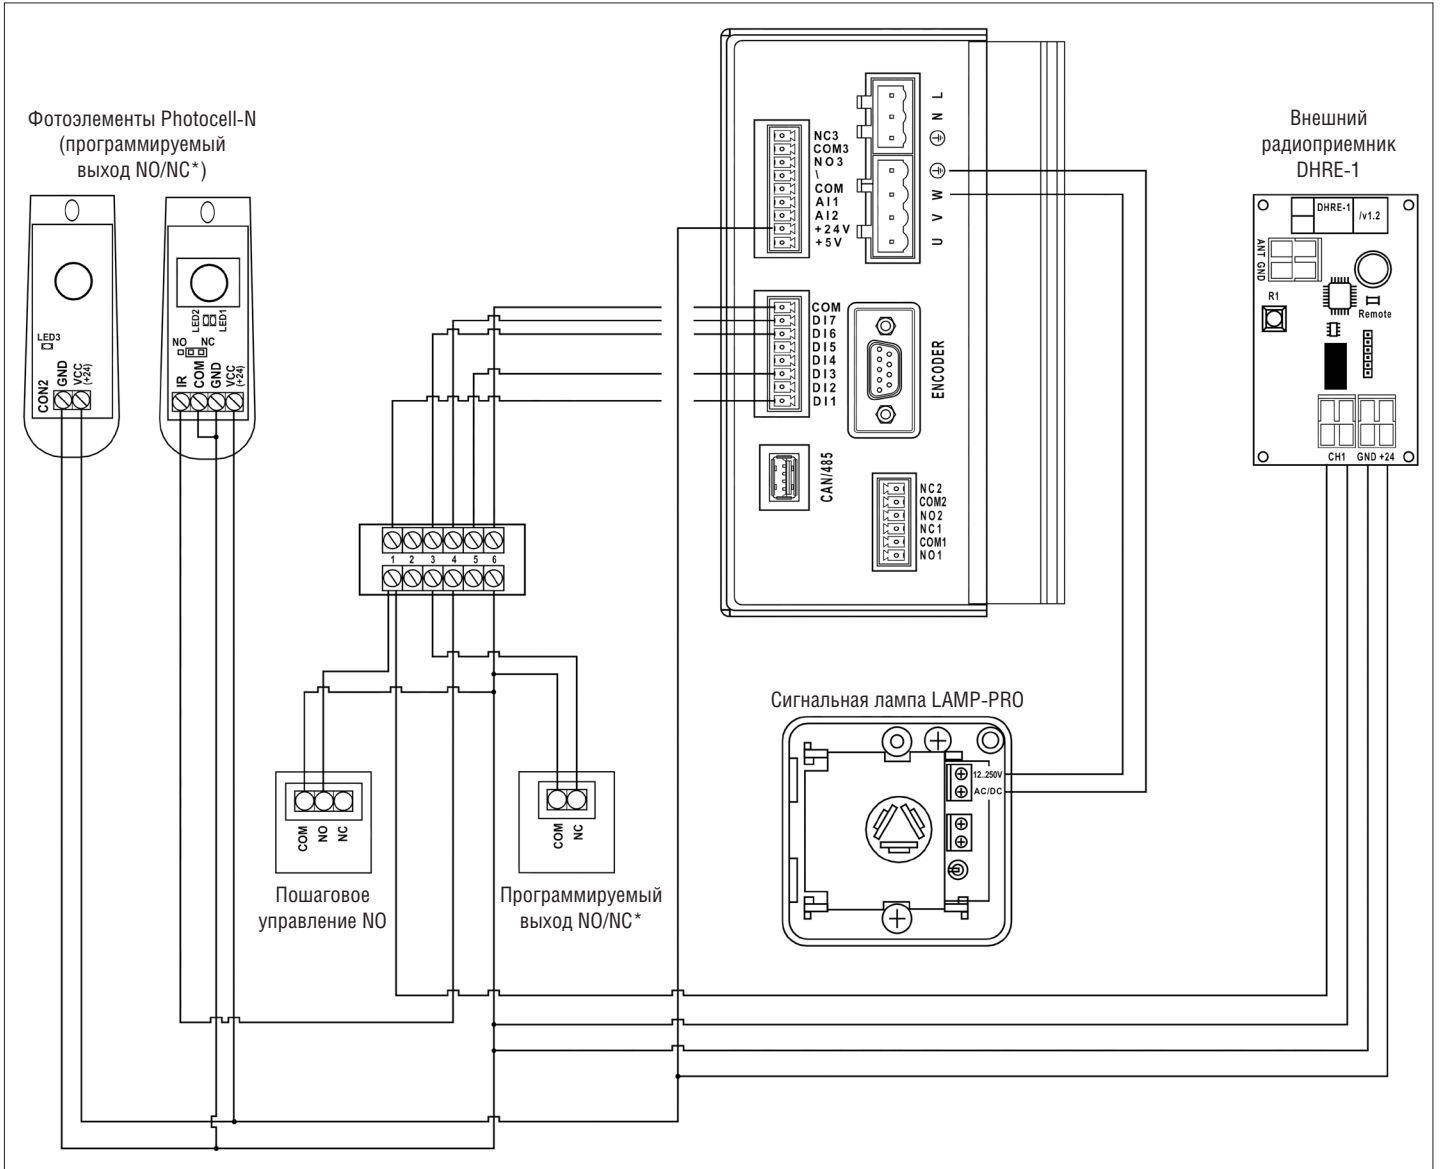 Фотоэлементы Photocell-N
(программируемый
выход NO/NC*)
Внешний
радиоприемник
DHRE-1
LED3
CON2
GND
VCC
(+24)
LED2
LED1
NO NC
IR
COM
GND
VCC
(+24)
NC3
COM3
NO3
\
COM
AI1
AI2
+24V
+5V
L
N
W
V
U
COM
DI7
DI6
DI5
DI4
DI3
DI2
DI1
ENCODER
CAN/485
NC2
COM2
NO2
NC1
COM1
NO1
DHRE-1
/v1.2
ANT GND
R1
Remote
CH1 GND +24
1 2 3 4 5 6
Сигнальная лампа LAMP-PRO
12..250V
AC/DC
COM
NO
NC
COM
NC
Пошаговое
управление NO
Программируемый
выход NO/NC*